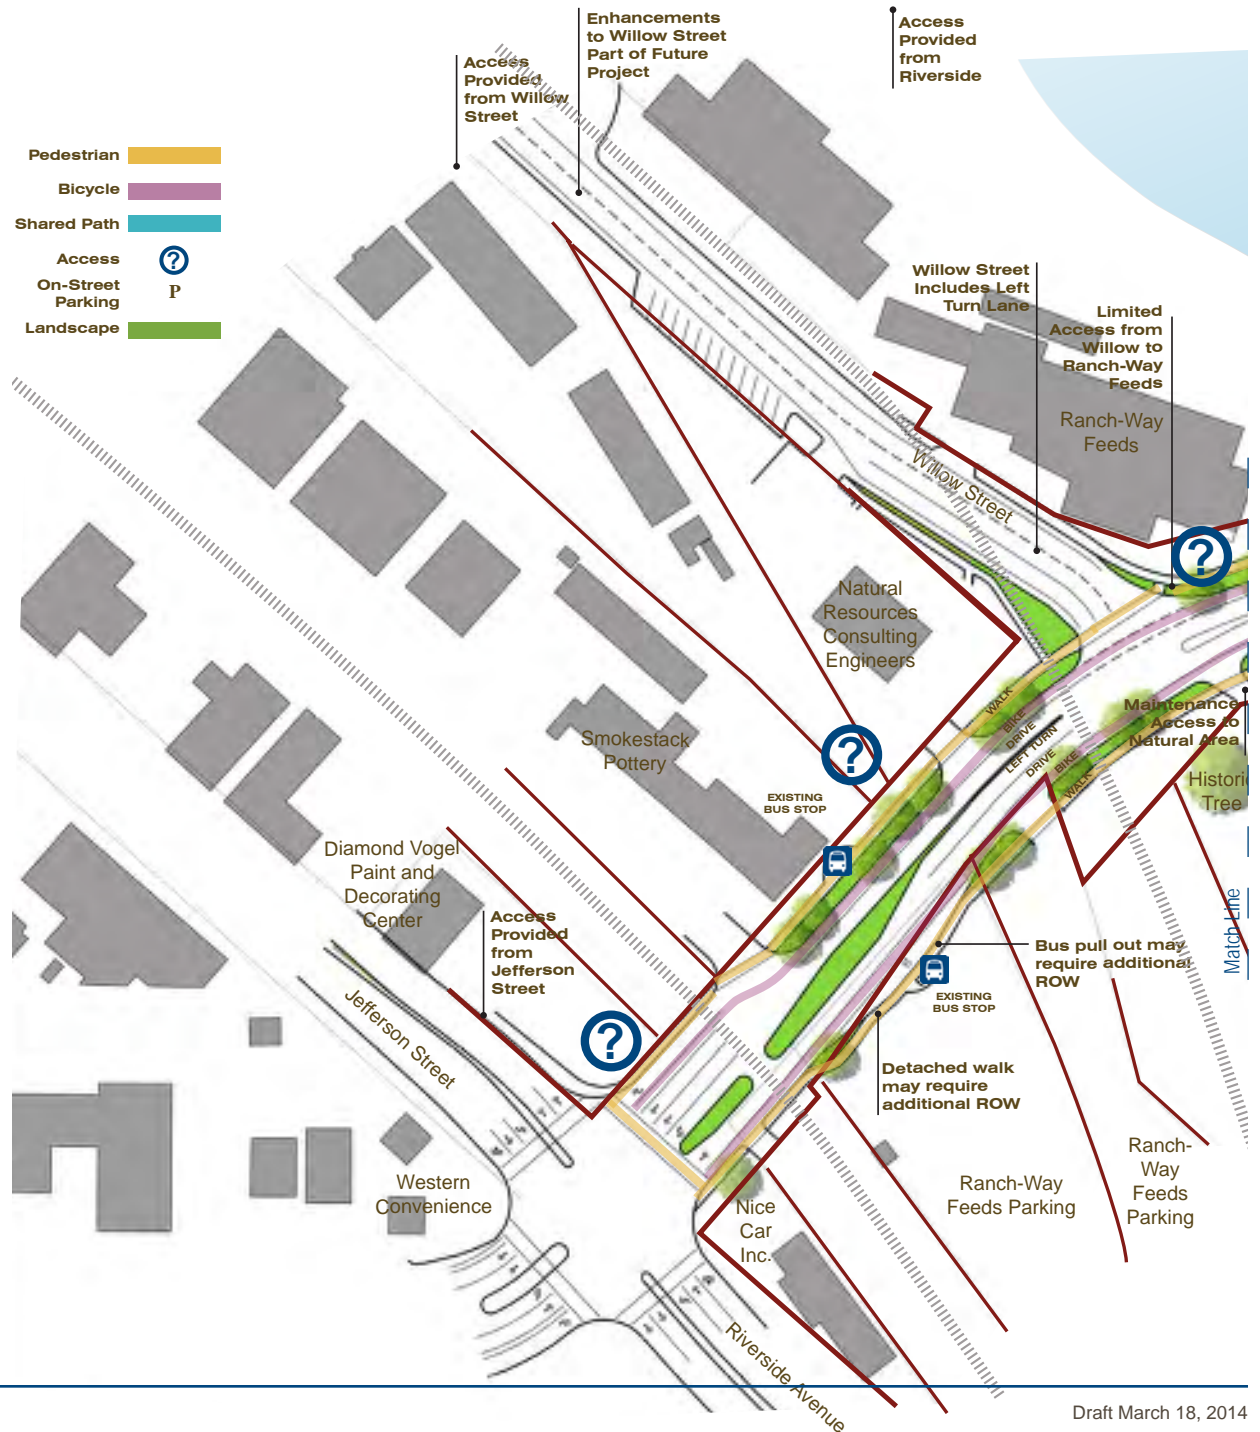 Enhancements
to Willow Street
Part of Future
Project
Access
Provided
from
Riverside
Access
Provided
from Willow
Street
Pedestrian
Bicycle
Shared Path
Access
?
On-Street
Parking
P
Landscape
Willow Street
Includes Left
Turn Lane
Limited
Access from
Willow to
Ranch-Way
Feeds
Ranch-Way
Feeds
Willow Street
?
Natural
Resources
Consulting
Engineers
WALK
BIKE
DRIVE
LEFT TURN
DRIVE
BIKE
WALK
Maintenance
Access to
Natural Area
Historic
Tree
Smokestack
Pottery
?
EXISTING
BUS STOP
Diamond Vogel
Paint and
Decorating
Center
Access
Provided
from
Jefferson
Street
Match Line
Bus pull out may
require additional
ROW
EXISTING
BUS STOP
Jefferson Street
?
Detached walk
may require
additional ROW
Western
Convenience
Nice
Car
Inc.
Ranch-Way
Feeds Parking
Ranch-
Way
Feeds
Parking
Riverside Avenue
Draft March 18, 2014